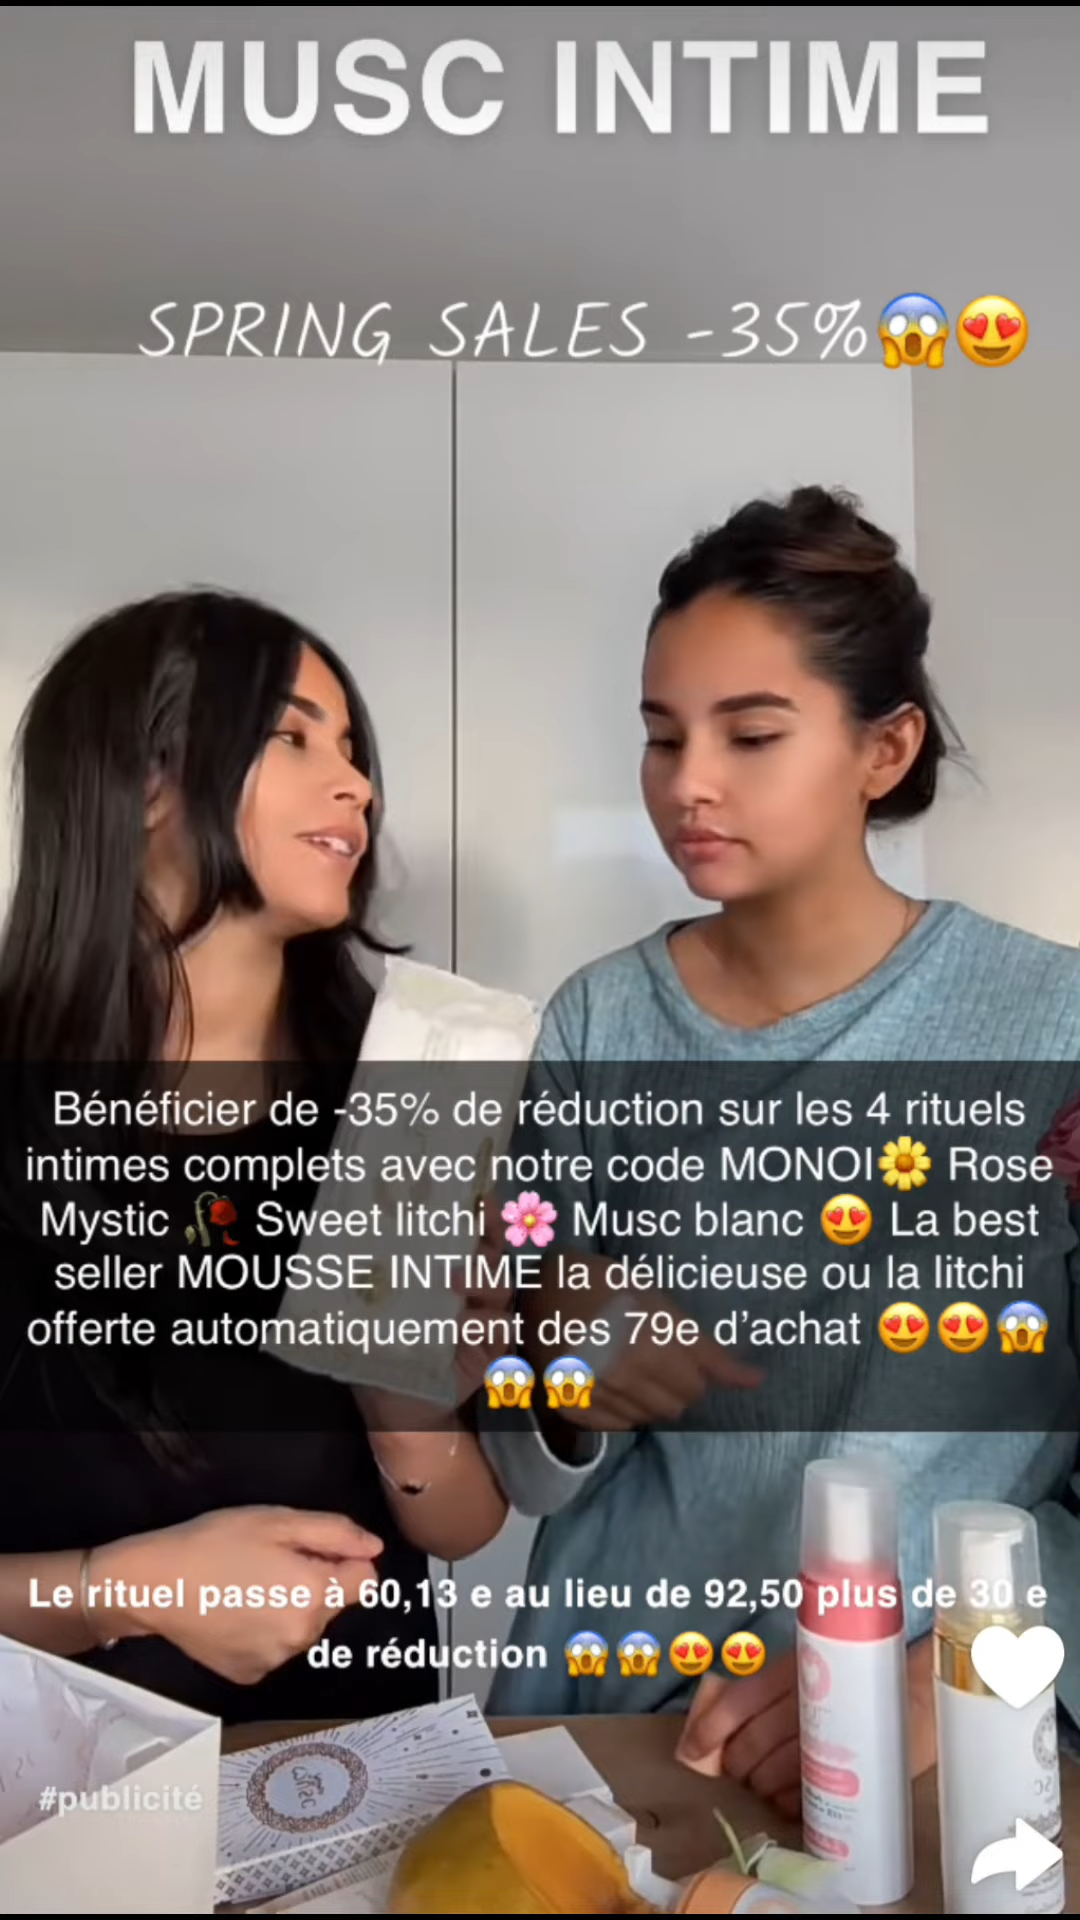 MUSC INTIME
SPRING SALES -35%😱😍
Bénéficier de -35% de réduction sur les 4 rituels
intimes complets avec notre code MONOI🌼 Rose
Mystic 🥀 Sweet litchi 🌸 Musc blanc 😍 La best
seller MOUSSE INTIME la délicieuse ou la litchi
offerte automatiquement des 79e d’achat 😍😍😱
😱😱
Le rituel passe à 60,13 e au lieu de 92,50 plus de 30 e
de réduction 😱😱😍😍
#publicité